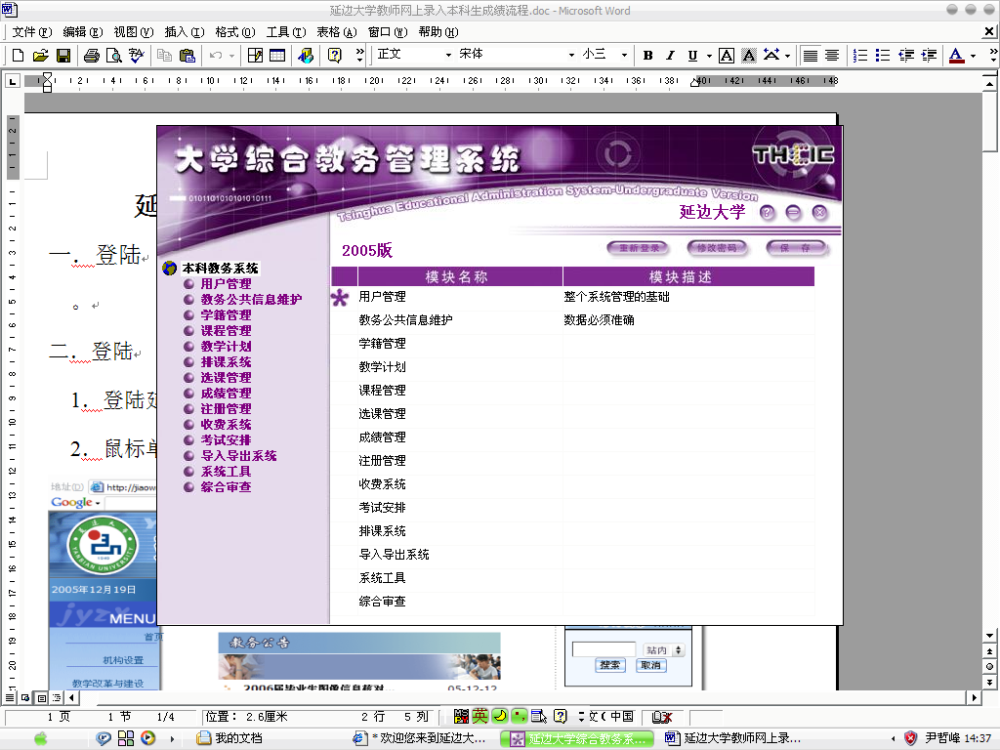 延边大学教师网上录入本科生成绩流程.doc - Microsoft Word
文件(F) 编辑(E) 视图(V) 插入(I) 格式(O) 工具(T) 表格(A) 窗口(W) 帮助(H)
正文 宋体 小三 B I U A A A
大学综合教务管理系统
THCIC
0101101010101010111
Tsinghua Educational Administration System-Undergraduate Version
延边大学
2005版
重新登录 修改密码 保 存
本科教务系统
用户管理
教务公共信息维护
学籍管理
课程管理
教学计划
排课系统
选课管理
成绩管理
注册管理
收费系统
考试安排
导入导出系统
系统工具
综合审查
模块名称 模块描述
用户管理 整个系统管理的基础
教务公共信息维护 数据必须准确
学籍管理
教学计划
课程管理
选课管理
成绩管理
注册管理
收费系统
考试安排
排课系统
导入导出系统
系统工具
综合审查
延
一．登陆
。
二．登陆
1．登陆延
2．鼠标单
地址(D) http://jiaow
Google
YANBIAN UNIVERSITY
2005年12月19日
jyzx MENU
首页
机构设置
教学改革与建设
教务公告
2006届毕业生图像信息核对... 05-12-12
站内
搜索 取消
1 页 1 节 1/4 位置: 2.6厘米 2 行 5 列 英 中国
我的文档 * 欢迎您来到延边大... 延边大学综合教务系... 延边大学教师网上录... 尹哲峰 14:37